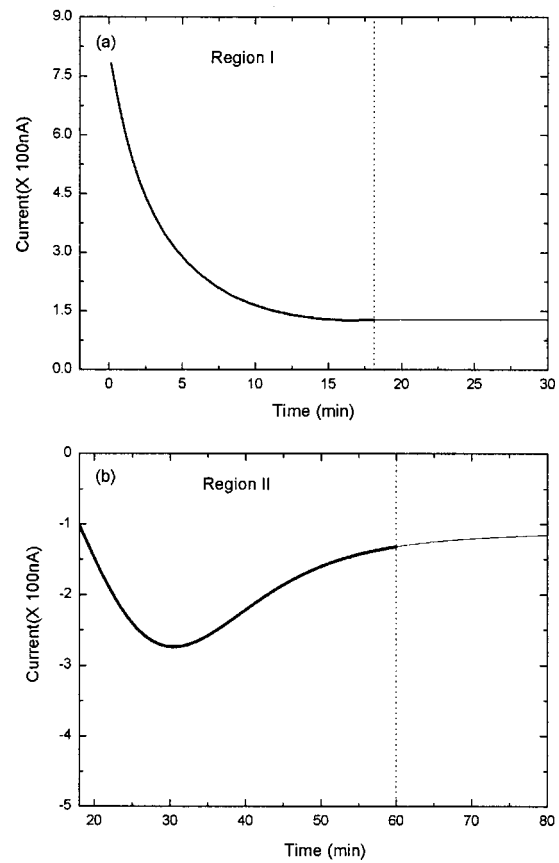 9.0
(a)
Region I
7.5
6.0
4.5
3.0
1.5
0.0
Current(X 100nA)
0 5 10 15 20 25 30
Time (min)
0
(b)
Region II
-1
-2
-3
-4
-5
Current(X 100nA)
20 30 40 50 60 70 80
Time (min)